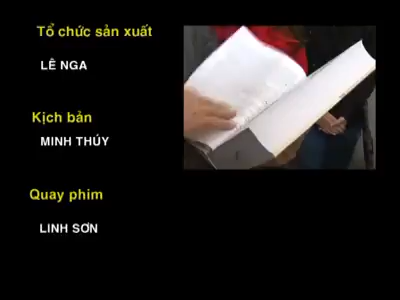 Tổ chức sản xuất
LÊ NGA
Kịch bản
MINH THÚY
Quay phim
LINH SƠN